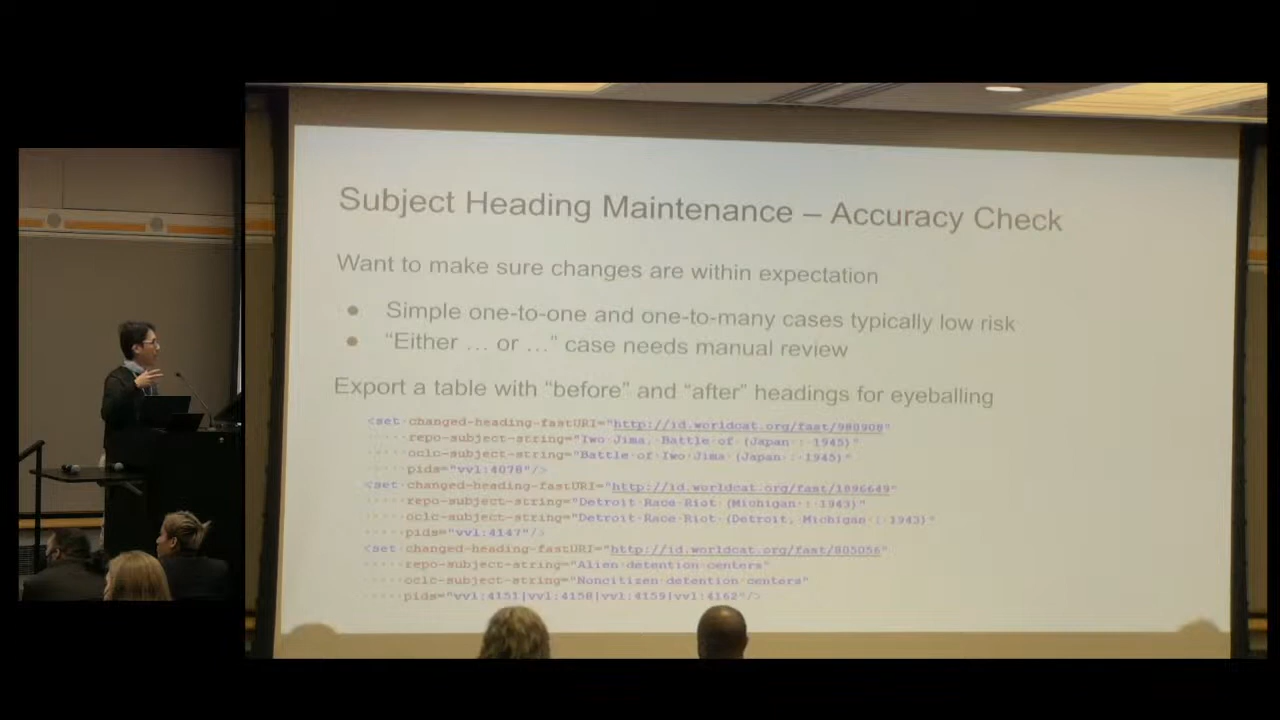 Subject Heading Maintenance – Accuracy Check
Want to make sure changes are within expectation
● Simple one-to-one and one-to-many cases typically low risk
● “Either … or …” case needs manual review
Export a table with “before” and “after” headings for eyeballing
<set changed-heading-fastURI="http://id.worldcat.org/fast/980908"
repo-subject-string="Iwo Jima, Battle of (Japan : 1945)"
oclc-subject-string="Battle of Iwo Jima (Japan : 1945)"
pids="vvl:4078"/>
<set changed-heading-fastURI="http://id.worldcat.org/fast/1896649"
repo-subject-string="Detroit Race Riot (Michigan : 1943)"
oclc-subject-string="Detroit Race Riot (Detroit, Michigan : 1943)"
pids="vvl:4147"/>
<set changed-heading-fastURI="http://id.worldcat.org/fast/805056"
repo-subject-string="Alien detention centers"
oclc-subject-string="Noncitizen detention centers"
pids="vvl:4151|vvl:4158|vvl:4159|vvl:4162"/>